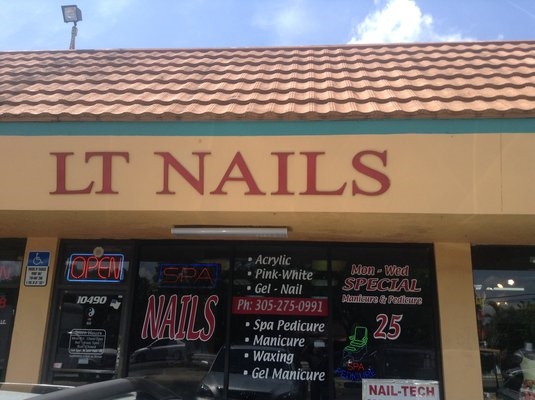 LT NAILS
OPEN
10490
SPA
NAILS
• Acrylic
• Pink-White
• Gel - Nail
Ph: 305-275-0991
• Spa Pedicure
• Manicure
• Waxing
• Gel Manicure
Mon - Wed
SPECIAL
Manicure & Pedicure
25
SPA
NAIL-TECH